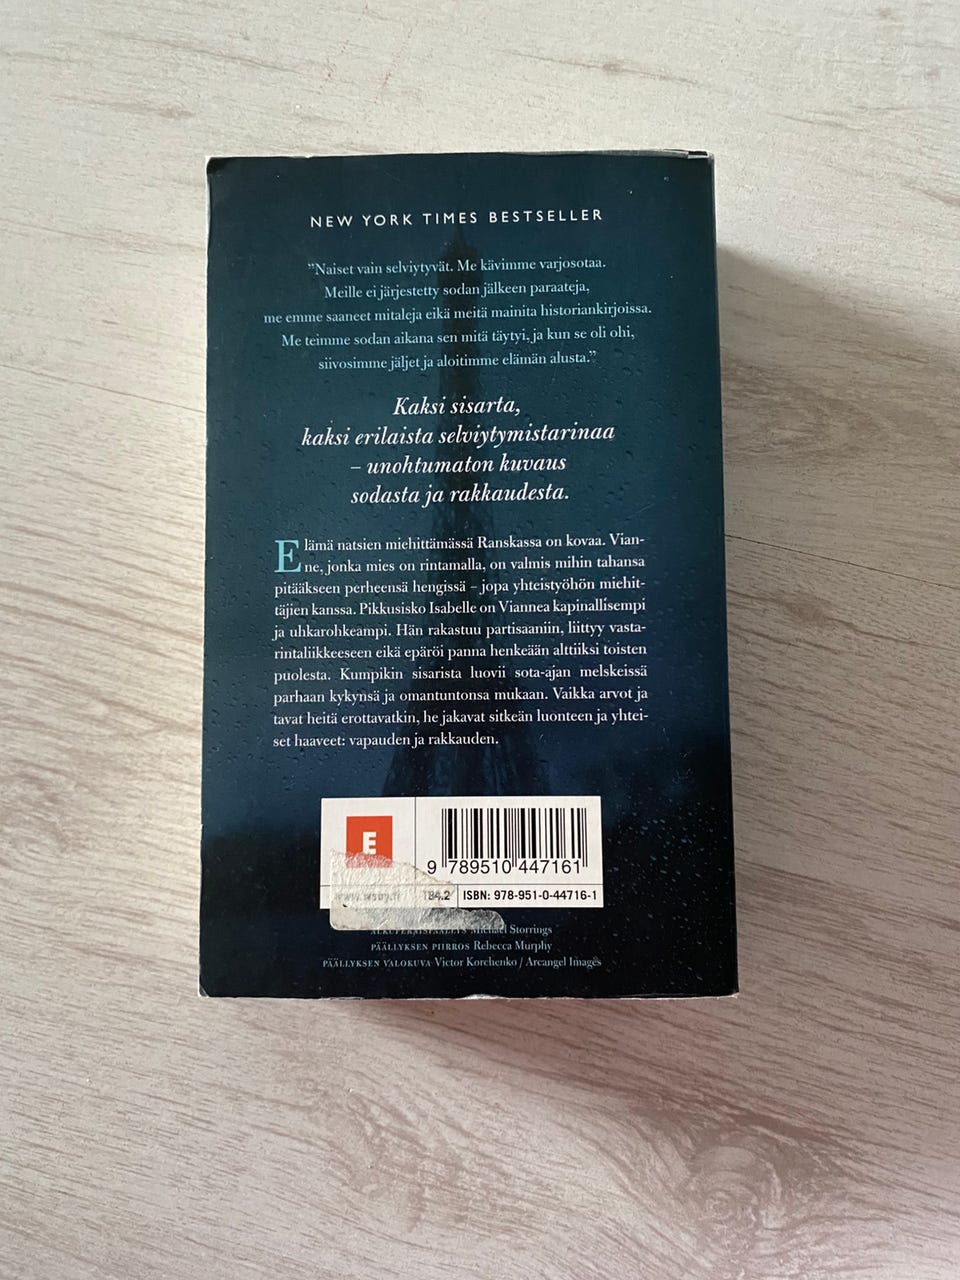 NEW YORK TIMES BESTSELLER
”Naiset vain selviytyvät. Me kävimme varjosotaa.
Meille ei järjestetty sodan jälkeen paraateja,
me emme saaneet mitaleja eikä meitä mainita historiankirjoissa.
Me teimme sodan aikana sen mitä täytyi, ja kun se oli ohi,
siivosimme jäljet ja aloitimme elämän alusta.”
Kaksi sisarta,
kaksi erilaista selviytymistarinaa
– unohtumaton kuvaus
sodasta ja rakkaudesta.
Elämä natsien miehittämässä Ranskassa on kovaa. Vian-
ne, jonka mies on rintamalla, on valmis mihin tahansa
pitääkseen perheensä hengissä – jopa yhteistyöhön miehit-
täjien kanssa. Pikkusisko Isabelle on Viannea kapinallisempi
ja uhkarohkeampi. Hän rakastuu partisaaniin, liittyy vasta-
rintaliikkeeseen eikä epäröi panna henkeään alttiiksi toisten
puolesta. Kumpikin sisarista luovii sota-ajan melskeissä
parhaan kykynsä ja omantuntonsa mukaan. Vaikka arvot ja
tavat heitä erottavatkin, he jakavat sitkeän luonteen ja yhtei-
set haaveet: vapauden ja rakkauden.
E
9 789510 447161
www.wsoy.fi 184.2 ISBN: 978-951-0-44716-1
ALKUPERÄISPÄÄLLYS Michael Storrings
PÄÄLLYKSEN PIIRROS Rebecca Murphy
PÄÄLLYKSEN VALOKUVA Victor Korchenko / Arcangel Images